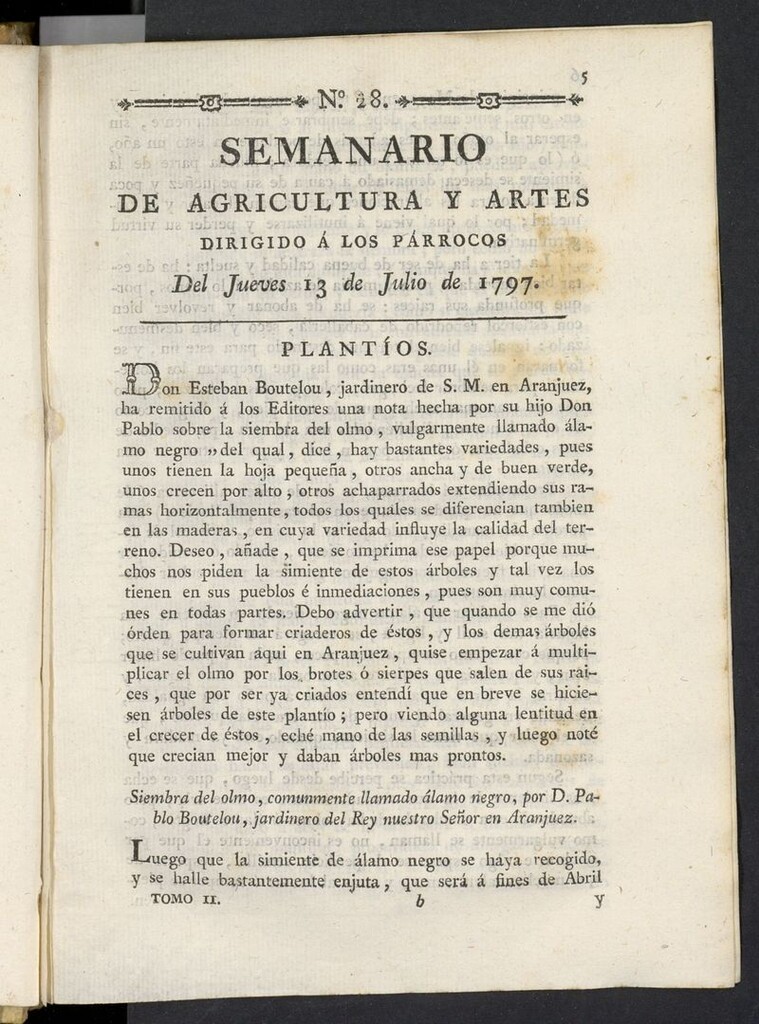 5
N.º 28.
SEMANARIO
DE AGRICULTURA Y ARTES
DIRIGIDO Á LOS PÁRROCOS
Del Jueves 13 de Julio de 1797.
PLANTÍOS.
Don Esteban Boutelou, jardinero de S. M. en Aranjuez,
ha remitido á los Editores una nota hecha por su hijo Don
Pablo sobre la siembra del olmo, vulgarmente llamado ála-
mo negro „del qual, dice, hay bastantes variedades, pues
unos tienen la hoja pequeña, otros ancha y de buen verde,
unos crecen por alto, otros achaparrados extendiendo sus ra-
mas horizontalmente, todos los quales se diferencian tambien
en las maderas, en cuya variedad influye la calidad del ter-
reno. Deseo, añade, que se imprima ese papel porque mu-
chos nos piden la simiente de estos árboles y tal vez los
tienen en sus pueblos é inmediaciones, pues son muy comu-
nes en todas partes. Debo advertir, que quando se me dió
órden para formar criaderos de éstos, y los demas árboles
que se cultivan aqui en Aranjuez, quise empezar á multi-
plicar el olmo por los brotes ó sierpes que salen de sus rai-
ces, que por ser ya criados entendí que en breve se hicie-
sen árboles de este plantío; pero viendo alguna lentitud en
el crecer de éstos, eché mano de las semillas, y luego noté
que crecian mejor y daban árboles mas prontos.
Siembra del olmo, comunmente llamado álamo negro, por D. Pa-
blo Boutelou, jardinero del Rey nuestro Señor en Aranjuez.
Luego que la simiente de álamo negro se haya recogido,
y se halle bastantemente enjuta, que será á fines de Abril
TOMO II. b y